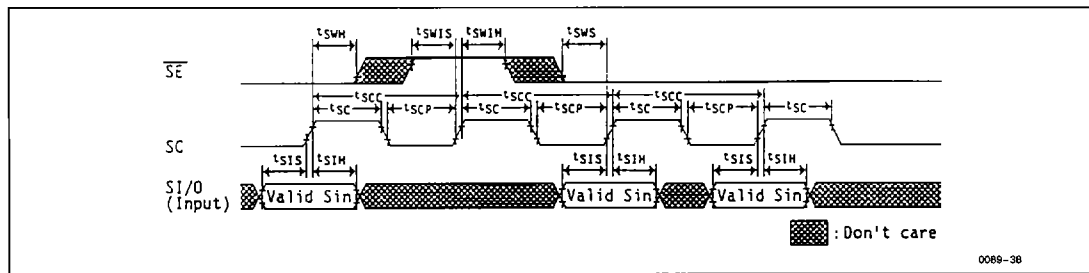 tSWH tSWIS tSWIH tSWS
SE
tSCC tSCC tSCC
tSC tSCP tSC tSCP tSC tSCP tSC
SC
tSIS tSIH tSIS tSIH tSIS tSIH
SI/O
(Input)
Valid Sin Valid Sin Valid Sin
:Don't care
0089-38